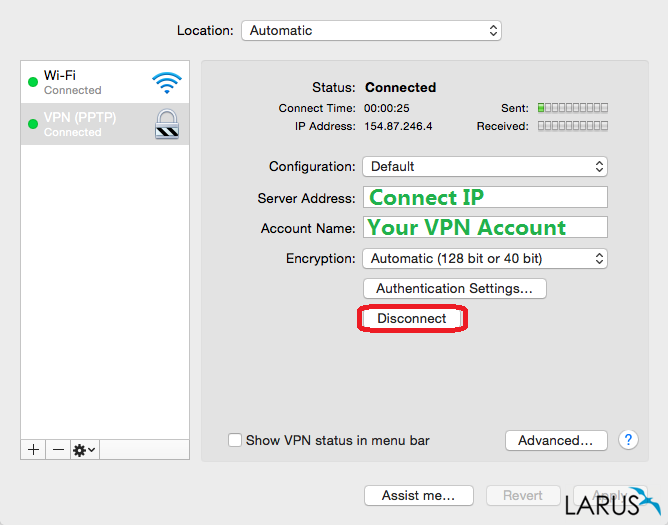 Location: Automatic
Wi-Fi
Connected
VPN (PPTP)
Connected
Status: Connected
Connect Time: 00:00:25 Sent:
IP Address: 154.87.246.4 Received:
Configuration: Default
Server Address: Connect IP
Account Name: Your VPN Account
Encryption: Automatic (128 bit or 40 bit)
Authentication Settings...
Disconnect
Show VPN status in menu bar
Advanced...
?
Assist me...
Revert
Apply
LARUS